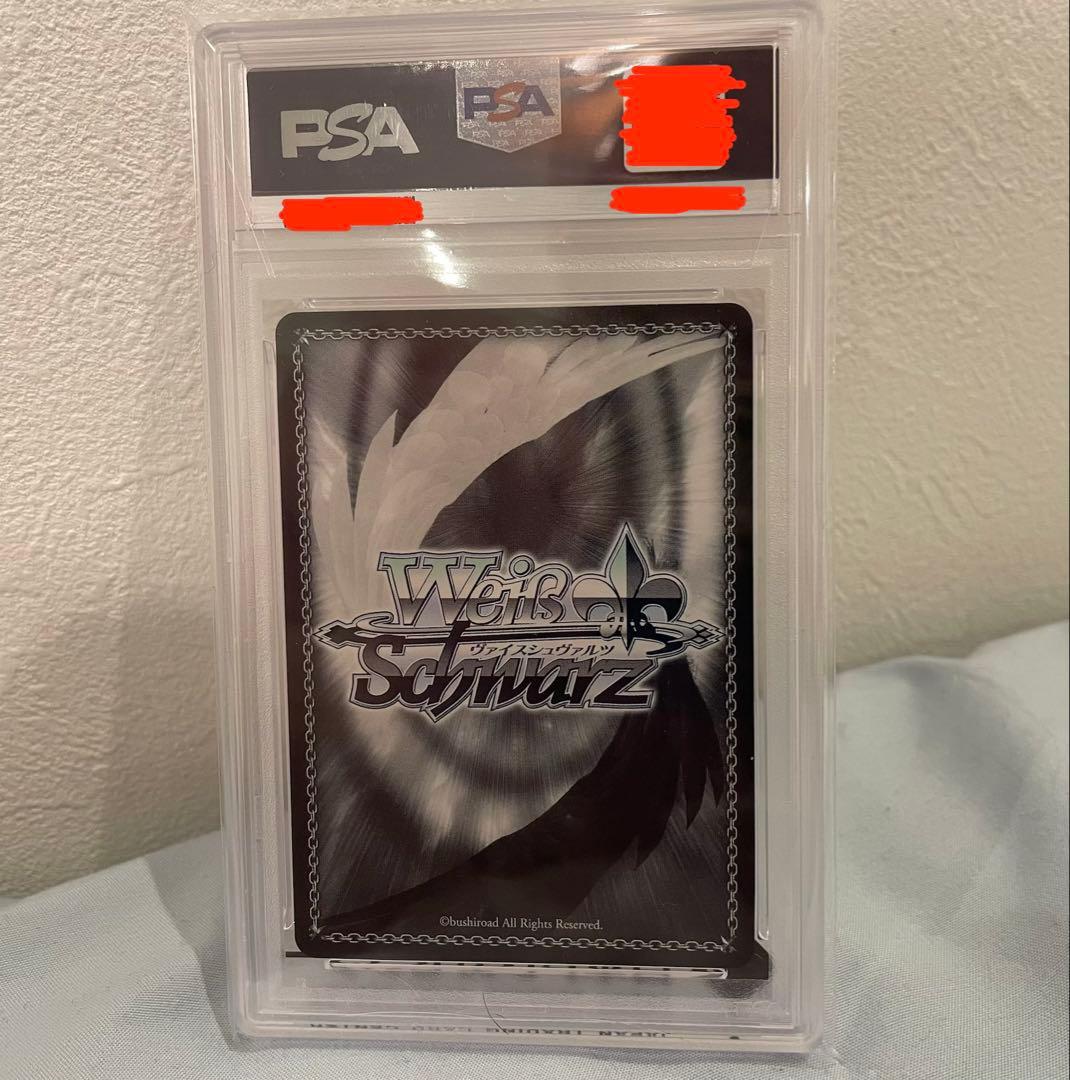 PSA
PSA
Weiß
ヴァイスシュヴァルツ
Schwarz
©bushiroad All Rights Reserved.